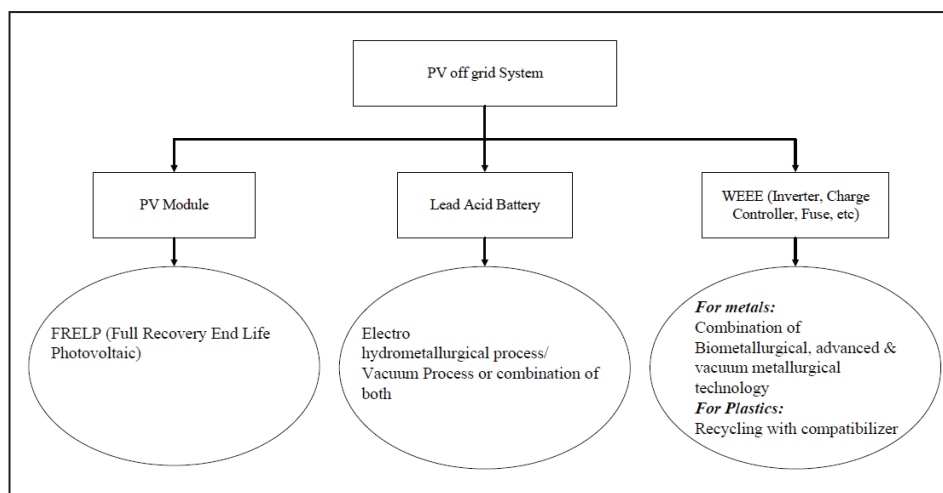 PV off grid System
PV Module
Lead Acid Battery
WEEE (Inverter, Charge
Controller, Fuse, etc)
FRELP (Full Recovery End Life
Photovoltaic)
Electro
hydrometallurgical process/
Vacuum Process or combination of
both
For metals:
Combination of
Biometallurgical, advanced &
vacuum metallurgical
technology
For Plastics:
Recycling with compatibilizer